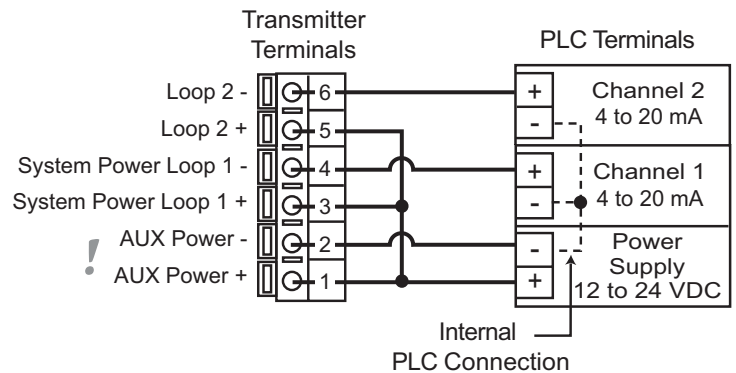 Transmitter
Terminals
PLC Terminals
Loop 2 - 6 + Channel 2
4 to 20 mA
Loop 2 + 5 -
System Power Loop 1 - 4 + Channel 1
4 to 20 mA
System Power Loop 1 + 3 -
! AUX Power - 2 - Power
Supply
12 to 24 VDC
AUX Power + 1 +
Internal
PLC Connection